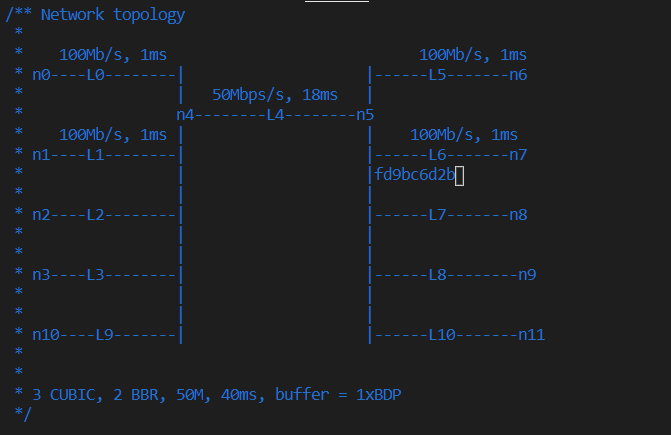 /** Network topology
 *
 *    100Mb/s, 1ms                            100Mb/s, 1ms
 * n0----L0--------|                    |------L5-------n6
 *                 |   50Mbps/s, 18ms   |
 *                 n4--------L4--------n5
 *    100Mb/s, 1ms |                    |    100Mb/s, 1ms
 * n1----L1--------|                    |------L6-------n7
 *                 |                    |fd9bc6d2b
 * n2----L2--------|                    |------L7-------n8
 *                 |                    |
 *                 |                    |
 * n3----L3--------|                    |------L8--------n9
 *                 |                    |
 *                 |                    |
 * n10----L9-------|                    |------L10-------n11
 *
 *
 * 3 CUBIC, 2 BBR, 50M, 40ms, buffer = 1xBDP
 */